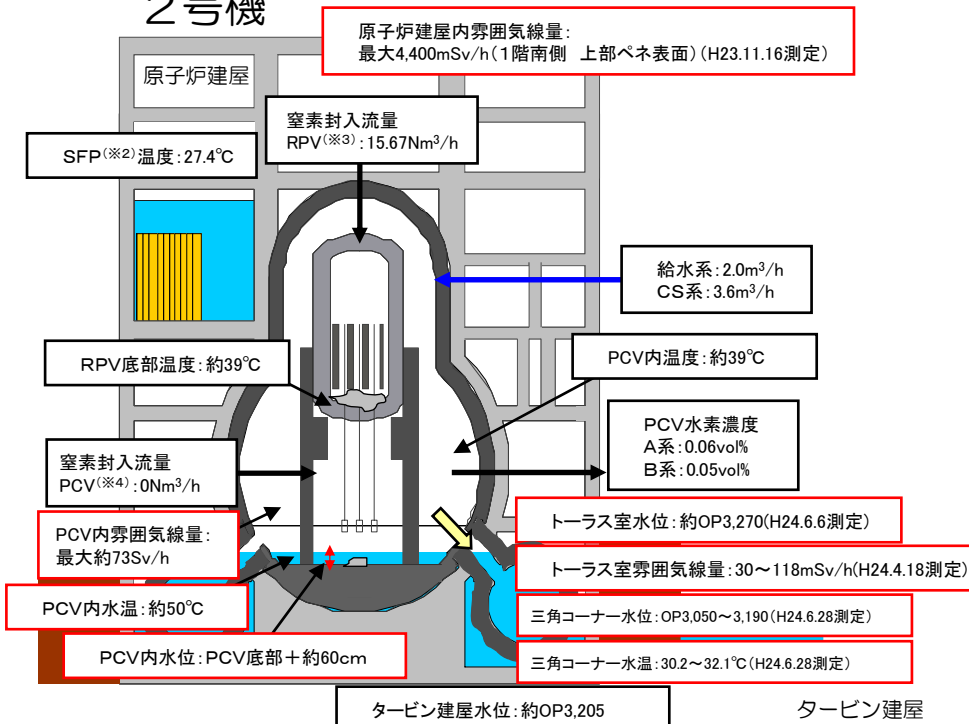 2号機
原子炉建屋内雰囲気線量:
最大4,400mSv/h(1階南側 上部ペネ表面)(H23.11.16測定)
原子炉建屋
窒素封入流量
RPV(※3):15.67Nm3/h
SFP(※2)温度:27.4℃
給水系:2.0m3/h
CS系:3.6m3/h
RPV底部温度:約39℃
PCV内温度:約39℃
PCV水素濃度
A系:0.06vol%
B系:0.05vol%
窒素封入流量
PCV(※4):0Nm3/h
PCV内雰囲気線量:
最大約73Sv/h
トーラス室水位:約OP3,270(H24.6.6測定)
トーラス室雰囲気線量:30~118mSv/h(H24.4.18測定)
PCV内水温:約50℃
三角コーナー水位:OP3,050~3,190(H24.6.28測定)
PCV内水位:PCV底部+約60cm
三角コーナー水温:30.2~32.1℃(H24.6.28測定)
タービン建屋水位:約OP3,205
タービン建屋